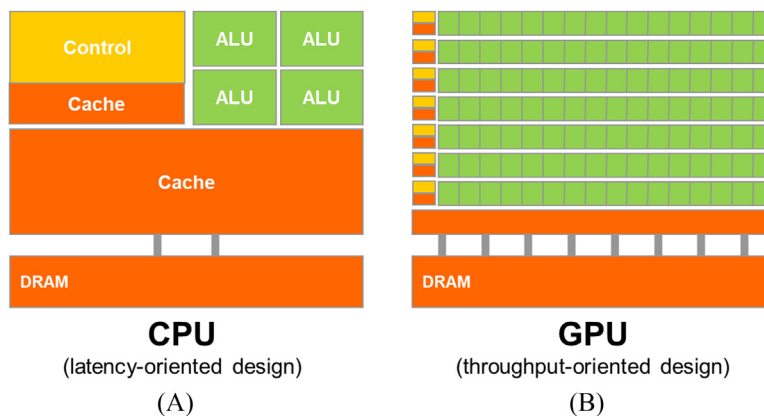 Control
ALU ALU
Cache
ALU ALU
Cache
DRAM
CPU
(latency-oriented design)
(A)
DRAM
GPU
(throughput-oriented design)
(B)